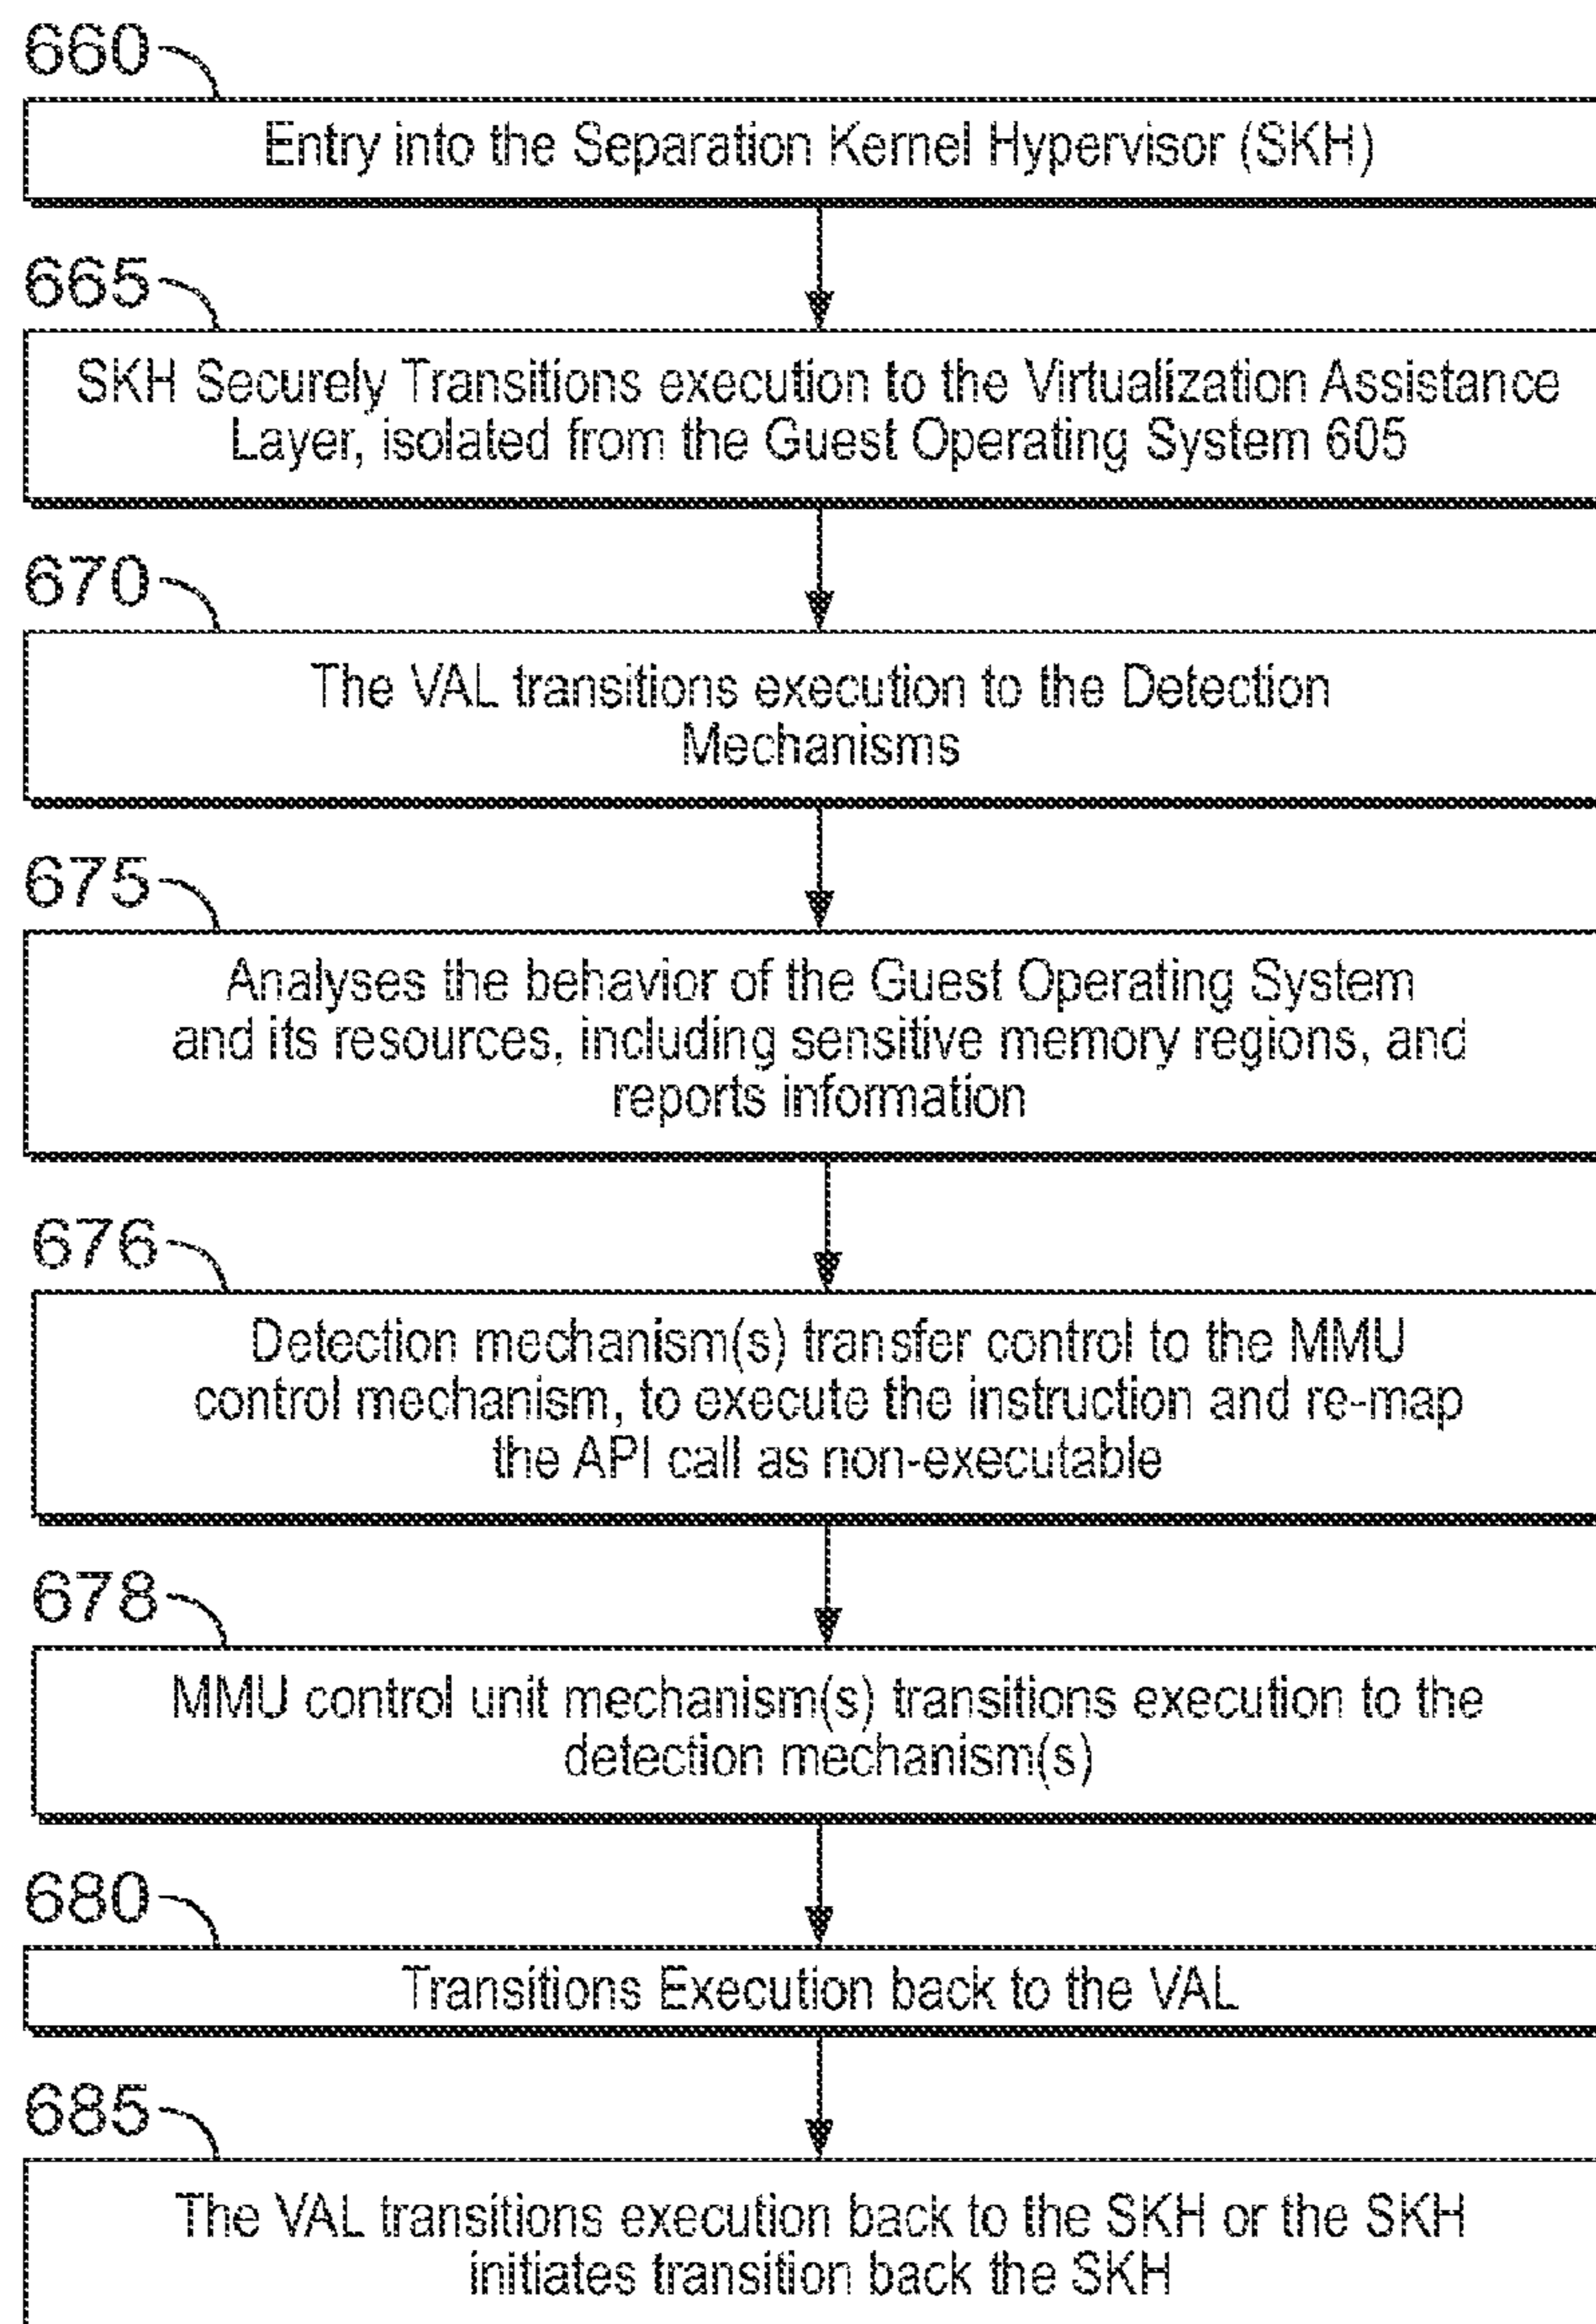 660
Entry into the Separation Kernel Hypervisor (SKH)
665
SKH Securely Transitions execution to the Virtualization Assistance
Layer, isolated from the Guest Operating System 605
670
The VAL transitions execution to the Detection
Mechanisms
675
Analyses the behavior of the Guest Operating System
and its resources, including sensitive memory regions, and
reports information
676
Detection mechanism(s) transfer control to the MMU
control mechanism, to execute the instruction and re-map
the API call as non-executable
678
MMU control unit mechanism(s) transitions execution to the
detection mechanism(s)
680
Transitions Execution back to the VAL
685
The VAL transitions execution back to the SKH or the SKH
initiates transition back the SKH